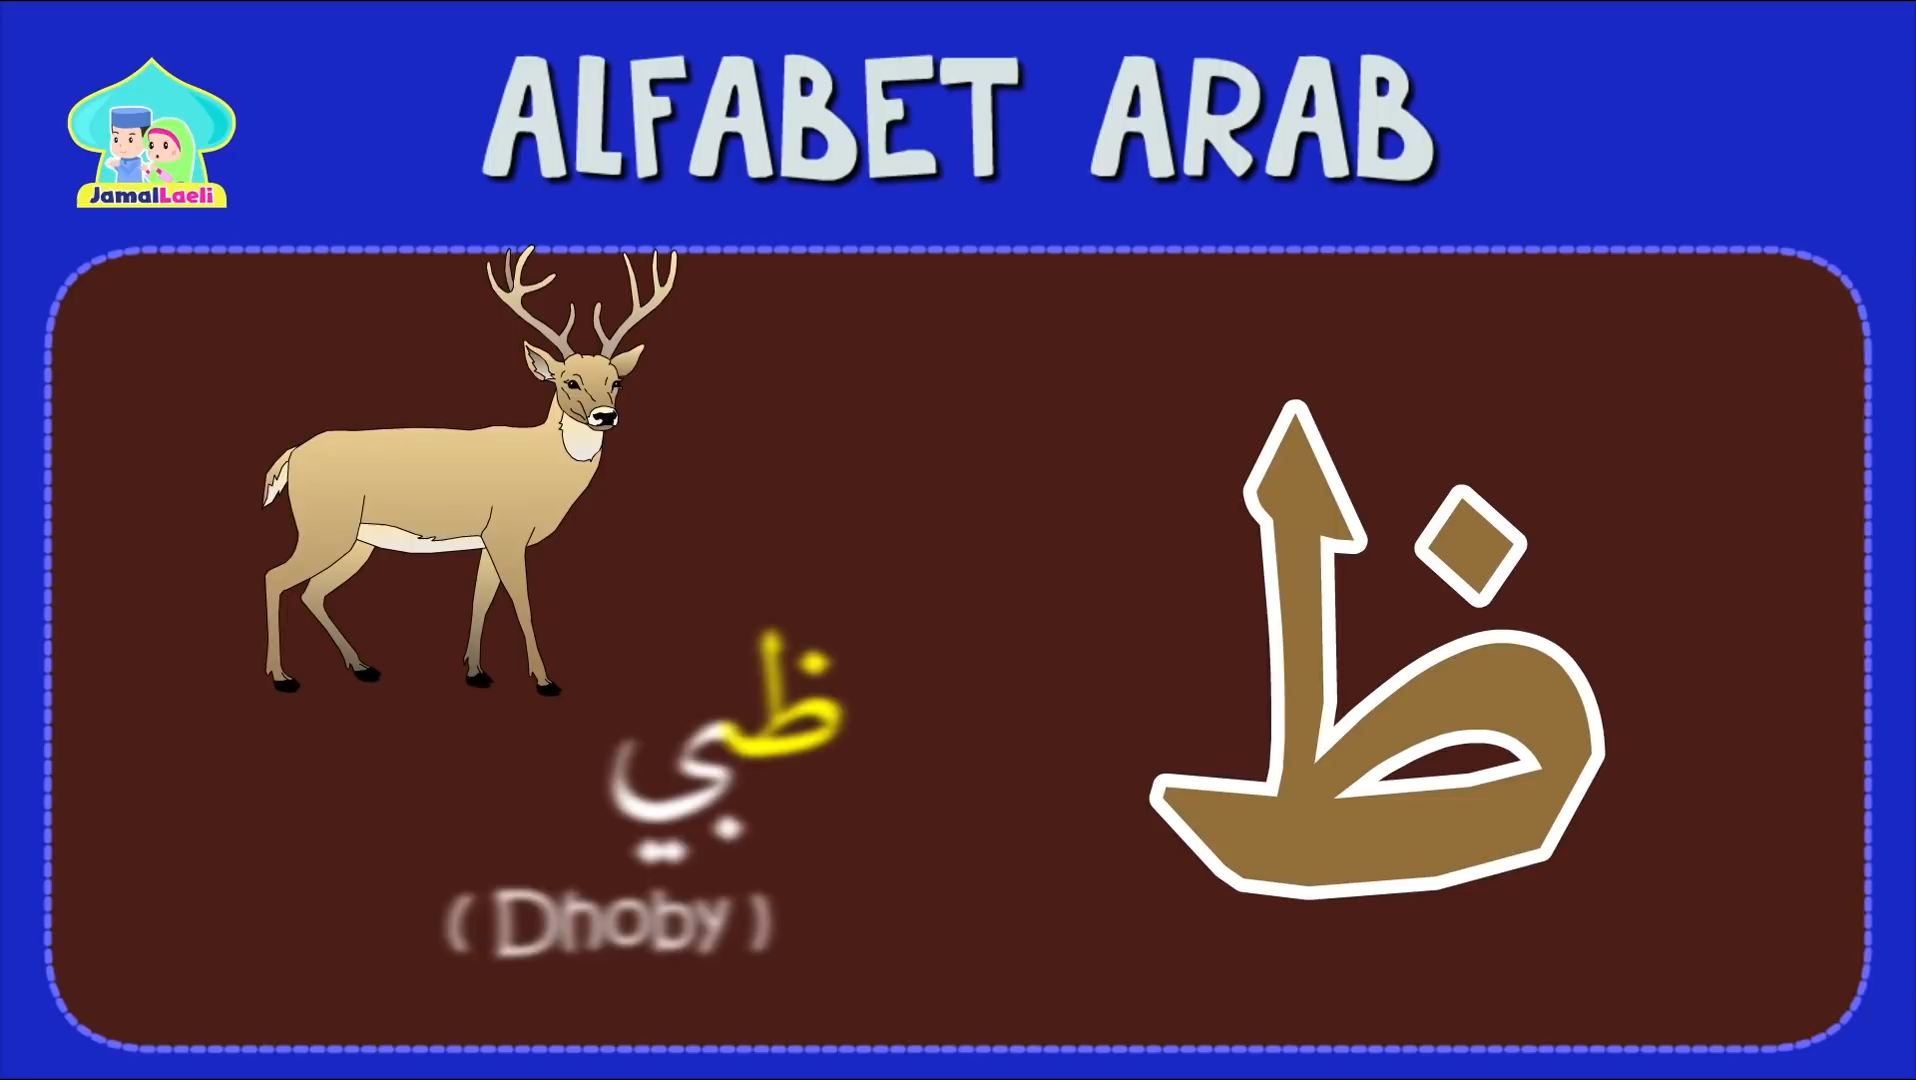 ALFABET ARAB
JamalLaeli
ظ
ظبي
( Dhoby )